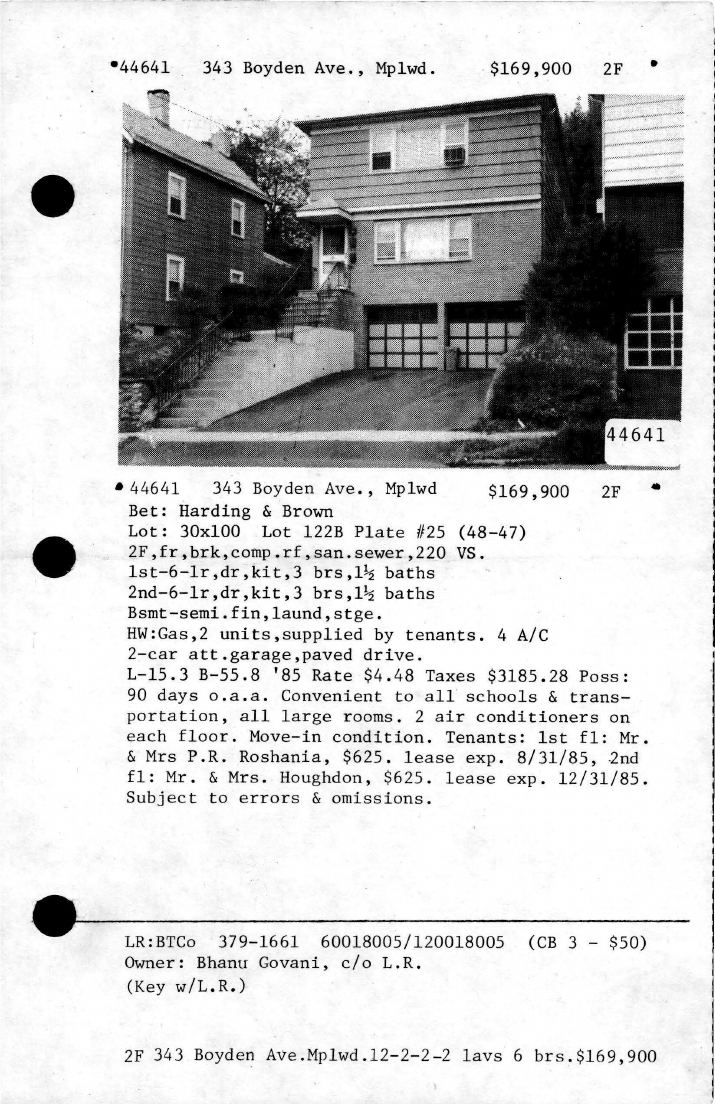 44641 343 Boyden Ave., Mplwd. $169,900 2F
44641
44641 343 Boyden Ave., Mplwd $169,900 2F
Bet: Harding & Brown
Lot: 30x100 Lot 122B Plate #25 (48-47)
2F,fr,brk,comp.rf,san.sewer,220 VS.
1st-6-lr,dr,kit,3 brs,1½ baths
2nd-6-lr,dr,kit,3 brs,1½ baths
Bsmt-semi.fin,laund,stge.
HW:Gas,2 units,supplied by tenants. 4 A/C
2-car att.garage,paved drive.
L-15.3 B-55.8 '85 Rate $4.48 Taxes $3185.28 Poss:
90 days o.a.a. Convenient to all schools & trans-
portation, all large rooms. 2 air conditioners on
each floor. Move-in condition. Tenants: 1st fl: Mr.
& Mrs P.R. Roshania, $625. lease exp. 8/31/85, 2nd
fl: Mr. & Mrs. Houghdon, $625. lease exp. 12/31/85.
Subject to errors & omissions.
LR:BTCo 379-1661 60018005/120018005 (CB 3 - $50)
Owner: Bhanu Govani, c/o L.R.
(Key w/L.R.)
2F 343 Boyden Ave.Mplwd.12-2-2-2 lavs 6 brs.$169,900